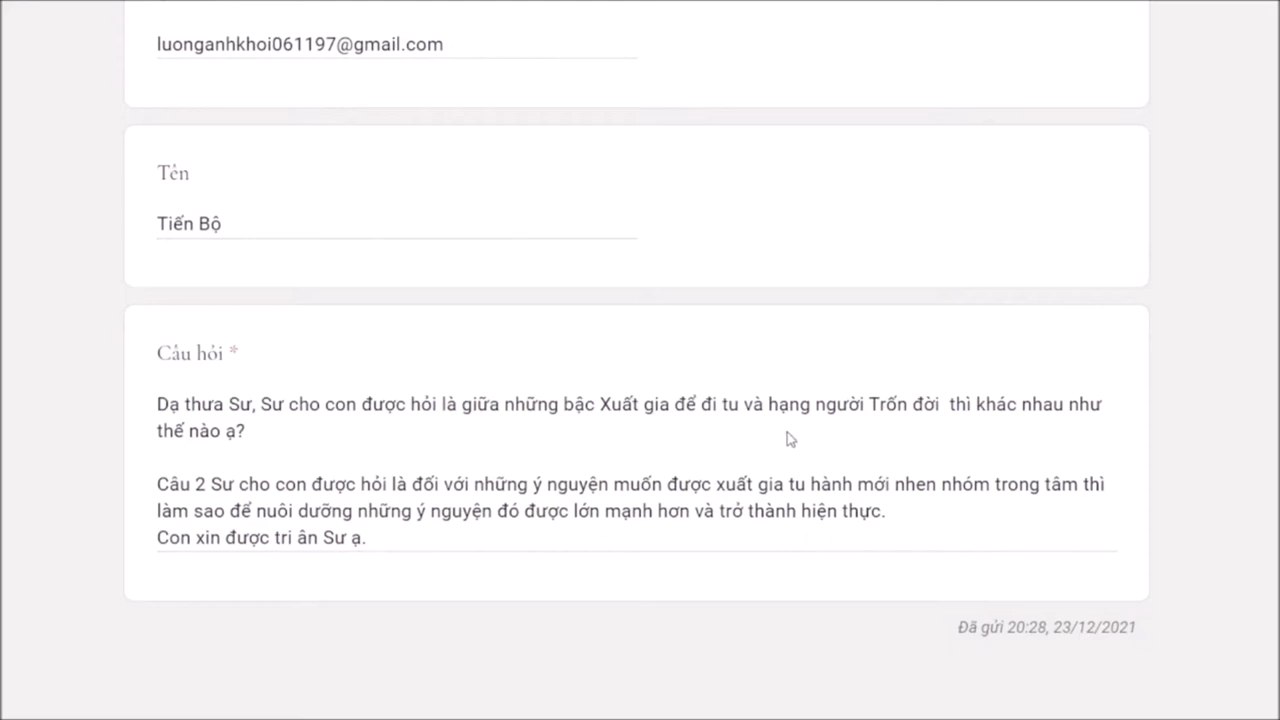 luonganhkhoi061197@gmail.com
Tên
Tiến Bộ
Câu hỏi *
Dạ thưa Sư, Sư cho con được hỏi là giữa những bậc Xuất gia để đi tu và hạng người Trốn đời  thì khác nhau như
thế nào ạ?
Câu 2 Sư cho con được hỏi là đối với những ý nguyện muốn được xuất gia tu hành mới nhen nhóm trong tâm thì
làm sao để nuôi dưỡng những ý nguyện đó được lớn mạnh hơn và trở thành hiện thực.
Con xin được tri ân Sư ạ.
Đã gửi 20:28, 23/12/2021